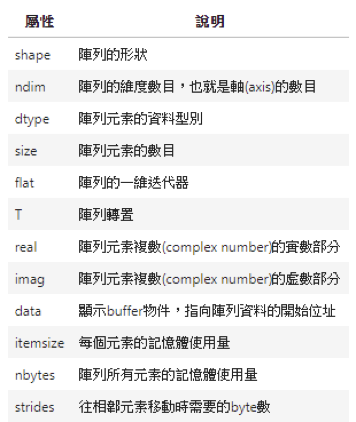 屬性 說明
shape 陣列的形狀
ndim 陣列的維度數目，也就是軸(axis)的數目
dtype 陣列元素的資料型別
size 陣列元素的數目
flat 陣列的一維迭代器
T 陣列轉置
real 陣列元素複數(complex number)的實數部分
imag 陣列元素複數(complex number)的虛數部分
data 顯示buffer物件，指向陣列資料的開始位址
itemsize 每個元素的記憶體使用量
nbytes 陣列所有元素的記憶體使用量
strides 往相鄰元素移動時需要的byte數